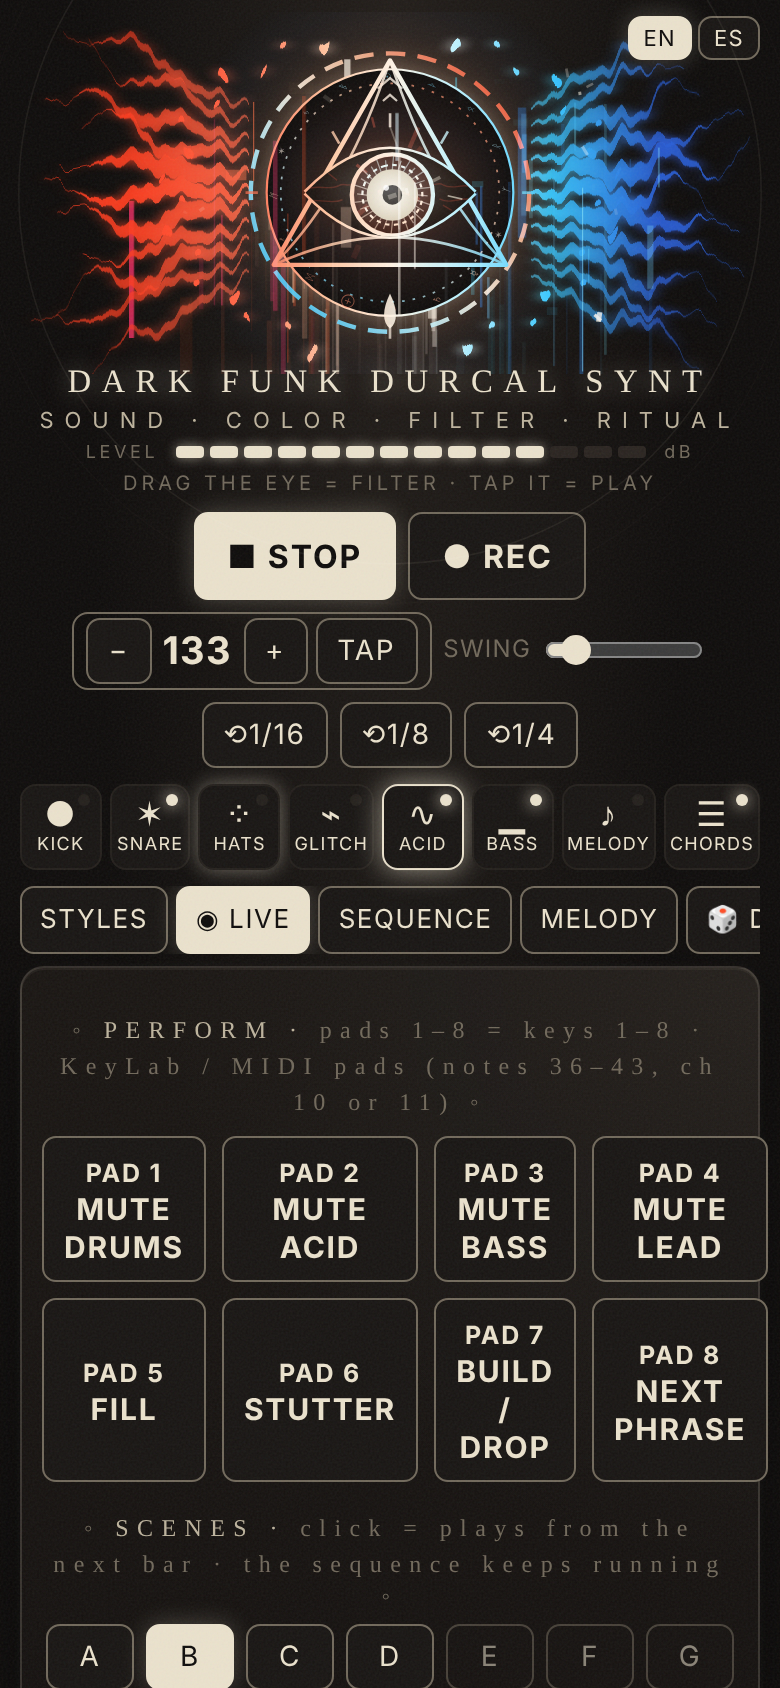 EN ES
DARK FUNK DURCAL SYNT
SOUND · COLOR · FILTER · RITUAL
LEVEL dB
DRAG THE EYE = FILTER · TAP IT = PLAY
■ STOP ● REC
− 133 + TAP SWING
⟲1/16 ⟲1/8 ⟲1/4
KICK SNARE HATS GLITCH ACID BASS MELODY CHORDS
STYLES ◉ LIVE SEQUENCE MELODY 🎲
◦ PERFORM · pads 1–8 = keys 1–8 ·
KeyLab / MIDI pads (notes 36–43, ch
10 or 11) ◦
PAD 1
MUTE
DRUMS
PAD 2
MUTE
ACID
PAD 3
MUTE
BASS
PAD 4
MUTE
LEAD
PAD 5
FILL
PAD 6
STUTTER
PAD 7
BUILD
/
DROP
PAD 8
NEXT
PHRASE
◦ SCENES · click = plays from the
next bar · the sequence keeps running
◦
A B C D E F G